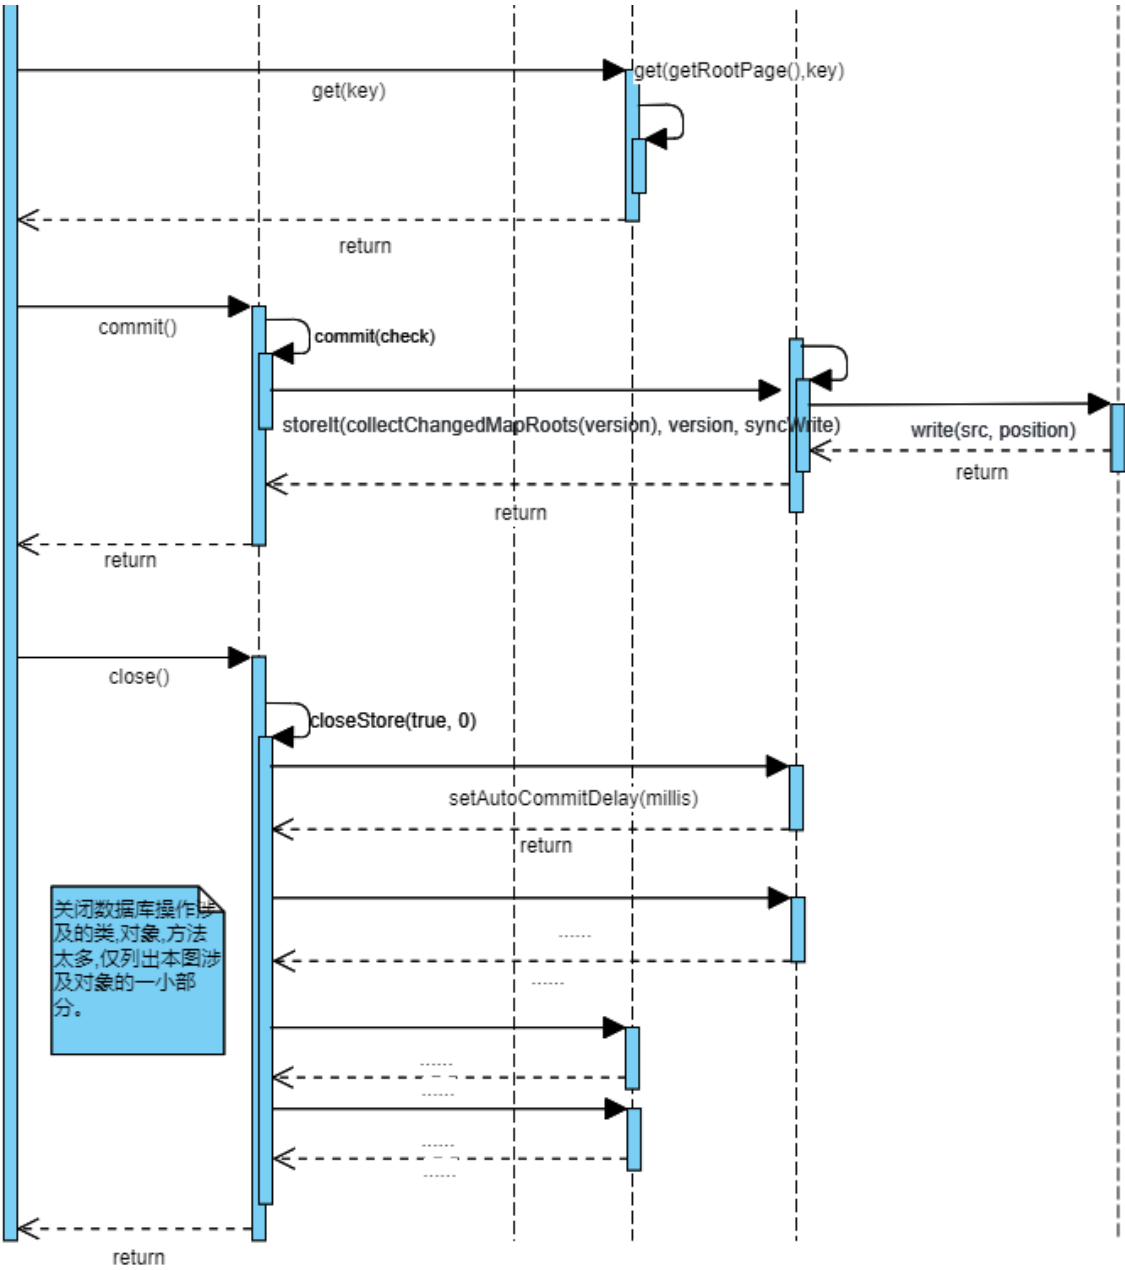 get(getRootPage(),key)
get(key)
return
commit()
commit(check)
storeIt(collectChangedMapRoots(version), version, syncWrite)
write(src, position)
return
return
return
close()
closeStore(true, 0)
setAutoCommitDelay(millis)
return
关闭数据库操作涉
及的类,对象,方法
太多,仅列出本图涉
及对象的一小部
分。
......
......
......
......
......
......
return